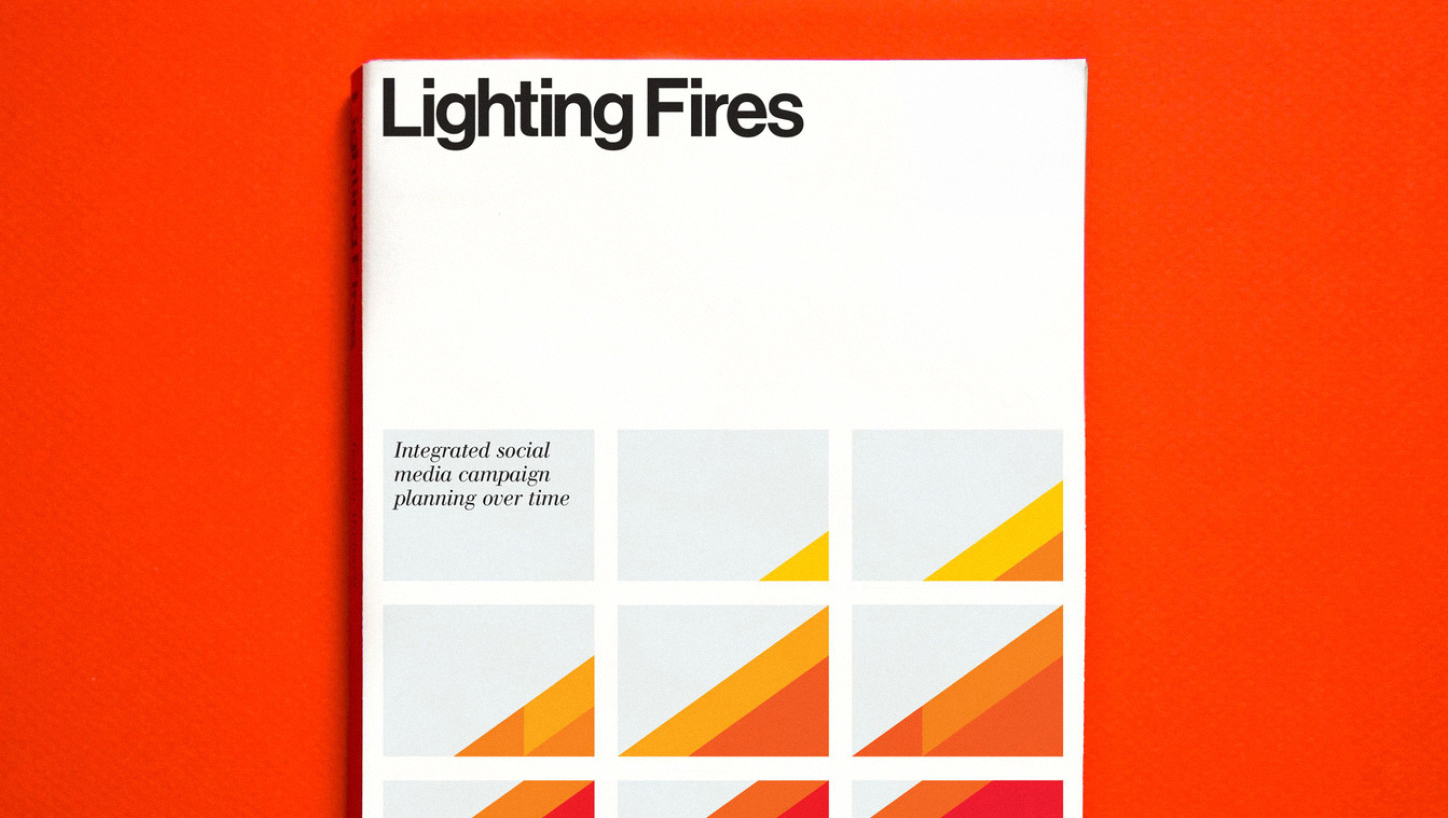 Lighting Fires
Integrated social
media campaign
planning over time